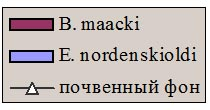 B. maacki
E. nordenskioldi
почвенный фон